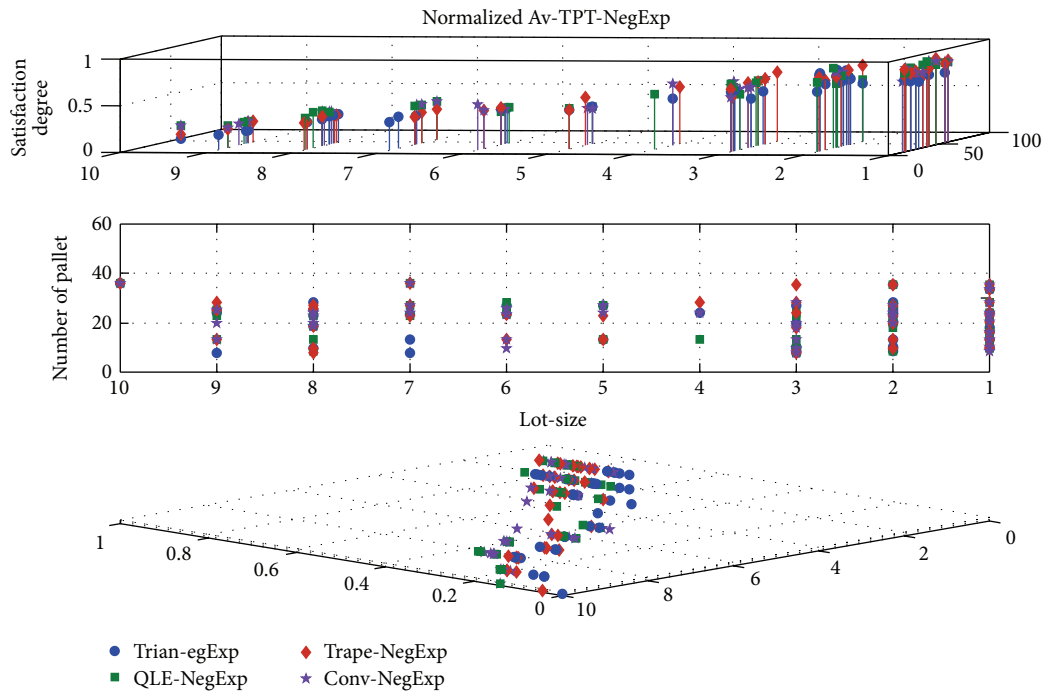 Normalized Av-TPT-NegExp
Satisfaction
degree
1
0.5
0
10 9 8 7 6 5 4 3 2 1
0 50 100
Number of pallet
60
40
20
0
10 9 8 7 6 5 4 3 2 1
Lot-size
1 0.8 0.6 0.4 0.2 0
10 8 6 4 2 0
Trian-egExp
Trape-NegExp
QLE-NegExp
Conv-NegExp